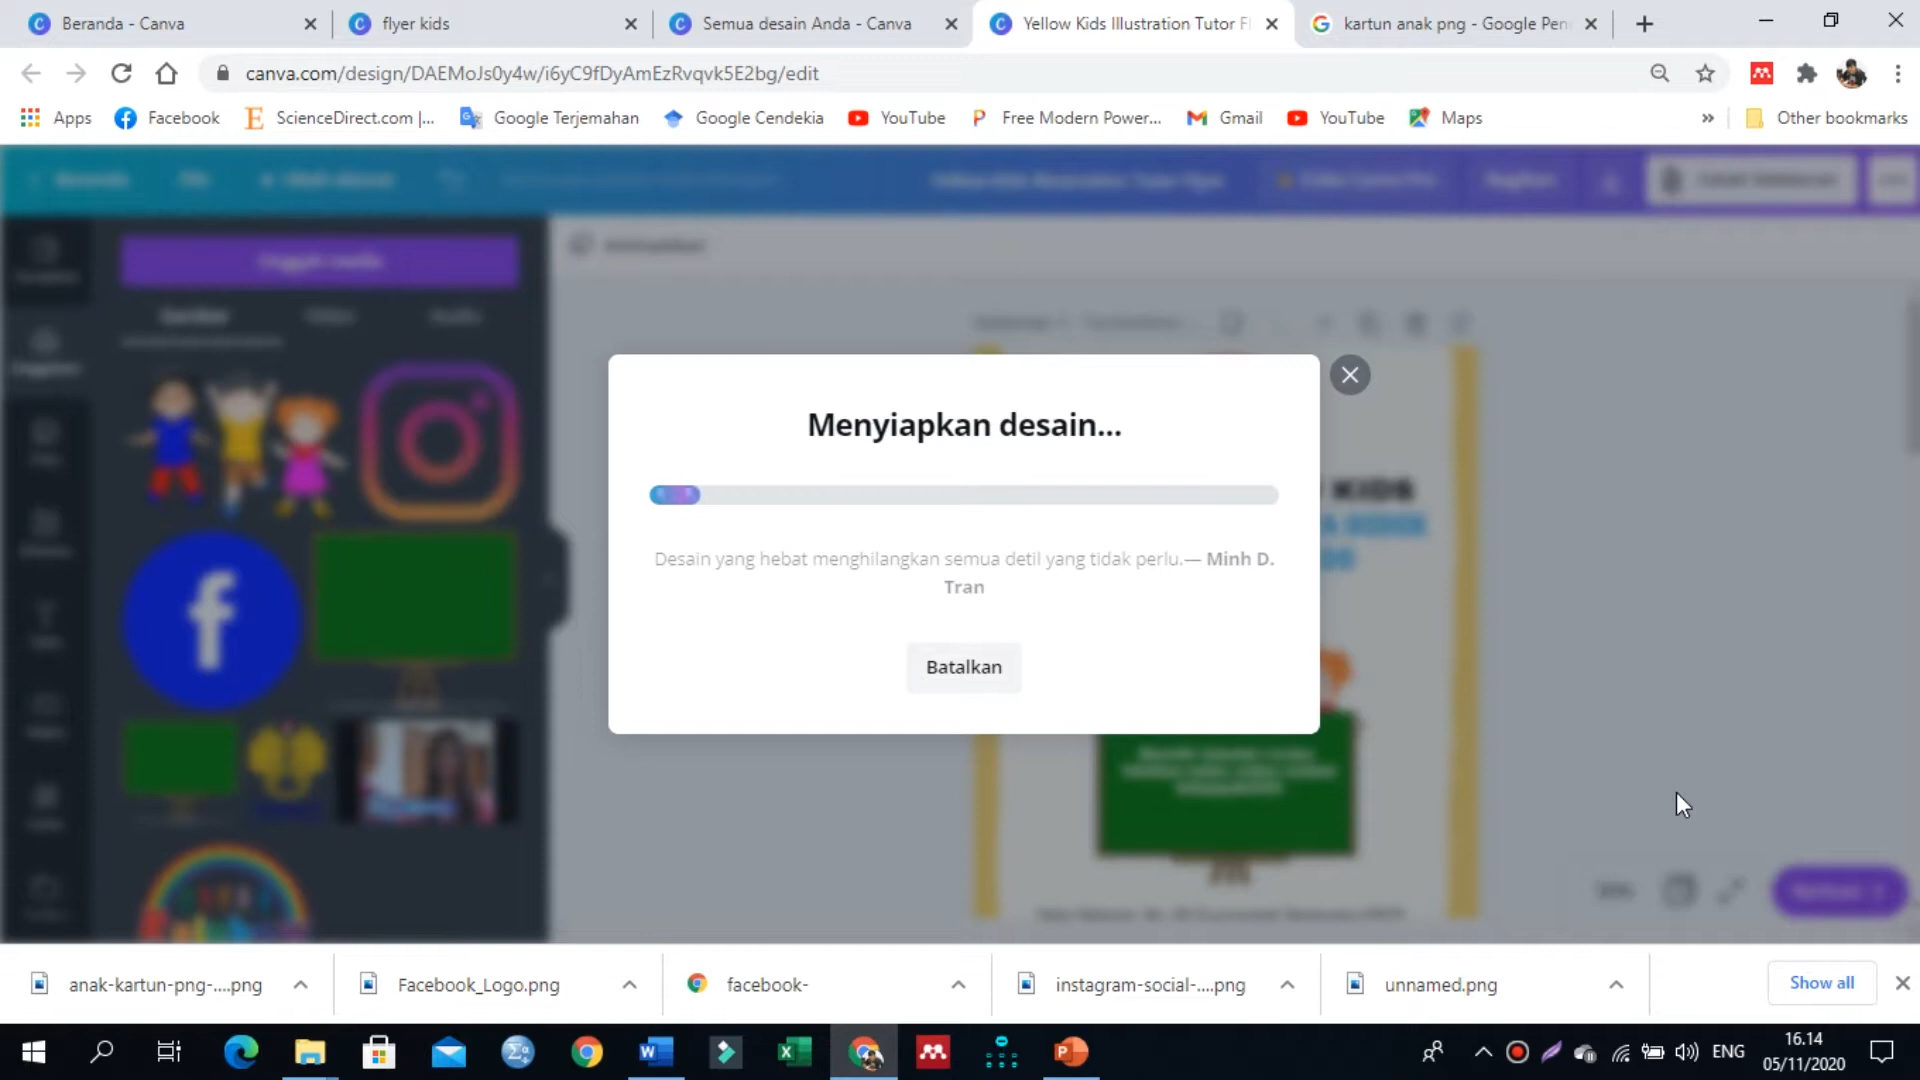 Beranda - Canva
flyer kids
Semua desain Anda - Canva
Yellow Kids Illustration Tutor Fl
kartun anak png - Google Pen
canva.com/design/DAEMoJs0y4w/i6yC9fDyAmEzRvqvk5E2bg/edit
Apps
Facebook
ScienceDirect.com |...
Google Terjemahan
Google Cendekia
YouTube
Free Modern Power...
Gmail
YouTube
Maps
Other bookmarks
Menyiapkan desain...
Desain yang hebat menghilangkan semua detil yang tidak perlu.— Minh D.
Tran
Batalkan
anak-kartun-png-....png
Facebook_Logo.png
facebook-
instagram-social-....png
unnamed.png
Show all
ENG
16.14
05/11/2020